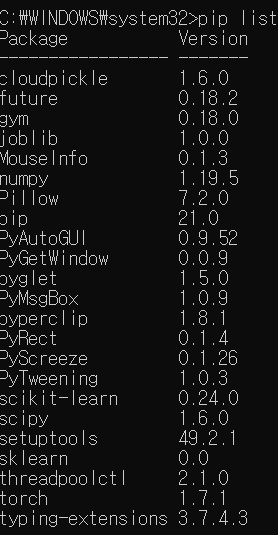 C:₩WINDOWS₩system32>pip list
Package Version
----------------- -------
cloudpickle 1.6.0
future 0.18.2
gym 0.18.0
joblib 1.0.0
MouseInfo 0.1.3
numpy 1.19.5
Pillow 7.2.0
pip 21.0
PyAutoGUI 0.9.52
PyGetWindow 0.0.9
pyglet 1.5.0
PyMsgBox 1.0.9
pyperclip 1.8.1
PyRect 0.1.4
PyScreeze 0.1.26
PyTweening 1.0.3
scikit-learn 0.24.0
scipy 1.6.0
setuptools 49.2.1
sklearn 0.0
threadpoolctl 2.1.0
torch 1.7.1
typing-extensions 3.7.4.3